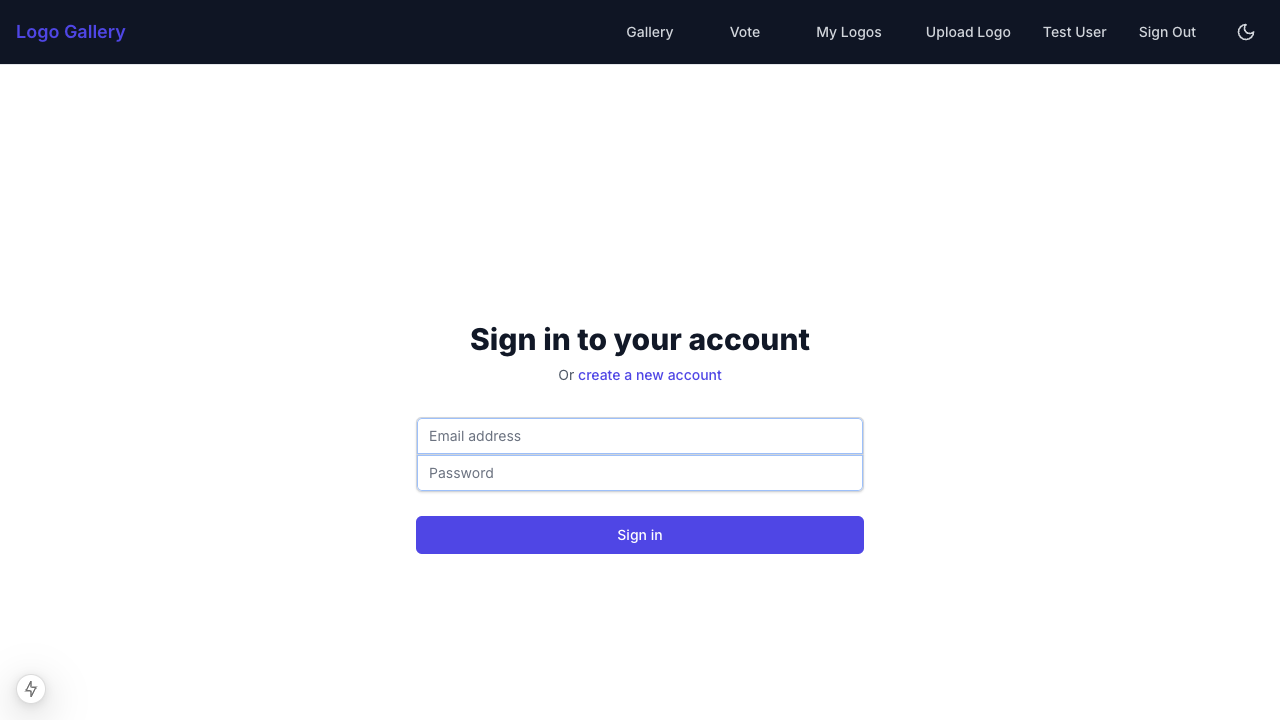 Logo Gallery Gallery Vote My Logos Upload Logo Test User Sign Out
Sign in to your account
Or create a new account
Email address
Password
Sign in